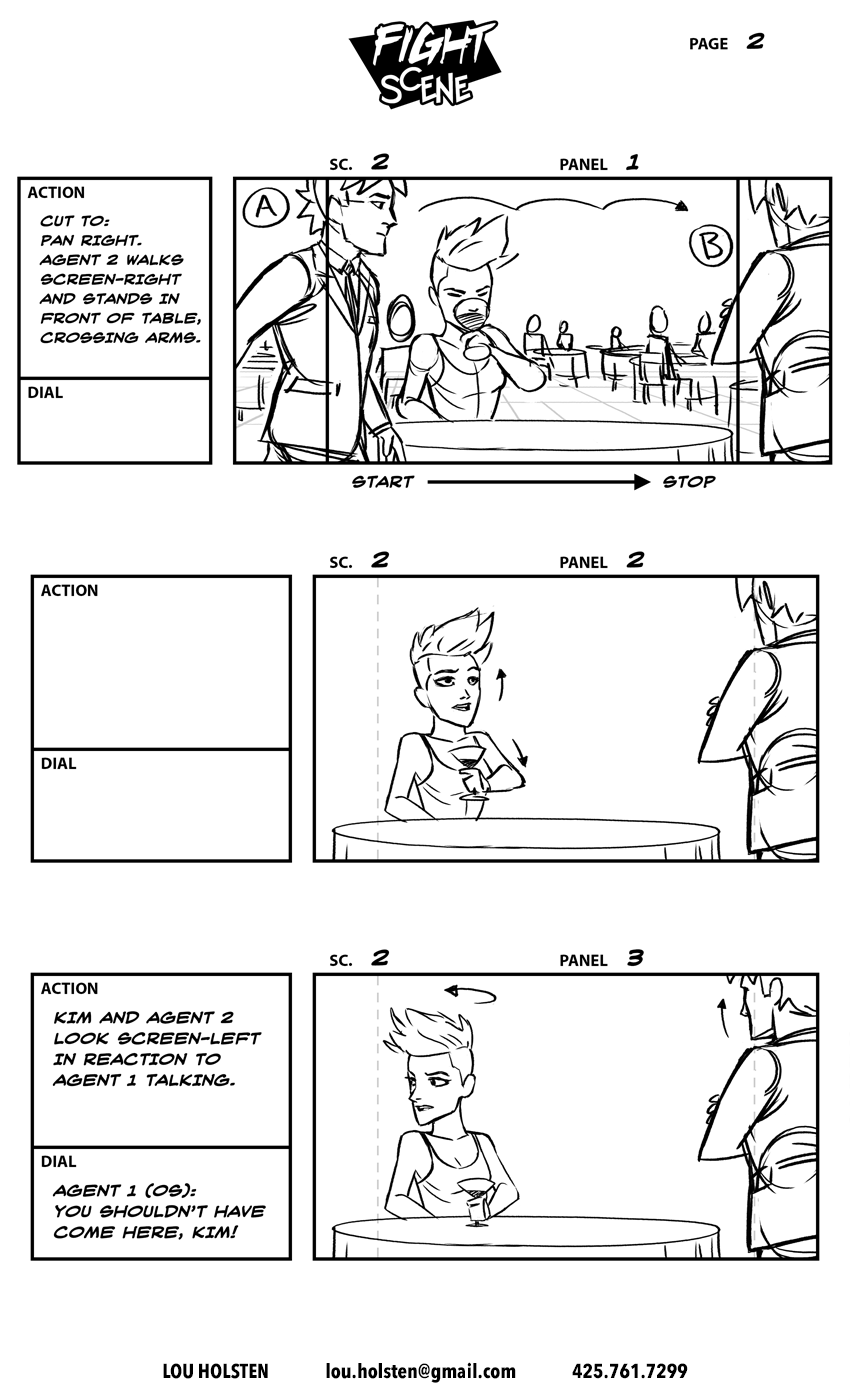 FIGHT
SCENE
PAGE 2
SC. 2 PANEL 1
ACTION
CUT TO:
PAN RIGHT.
AGENT 2 WALKS
SCREEN-RIGHT
AND STANDS IN
FRONT OF TABLE,
CROSSING ARMS.
DIAL
A
B
START STOP
SC. 2 PANEL 2
ACTION
DIAL
SC. 2 PANEL 3
ACTION
KIM AND AGENT 2
LOOK SCREEN-LEFT
IN REACTION TO
AGENT 1 TALKING.
DIAL
AGENT 1 (OS):
YOU SHOULDN'T HAVE
COME HERE, KIM!
LOU HOLSTEN lou.holsten@gmail.com 425.761.7299